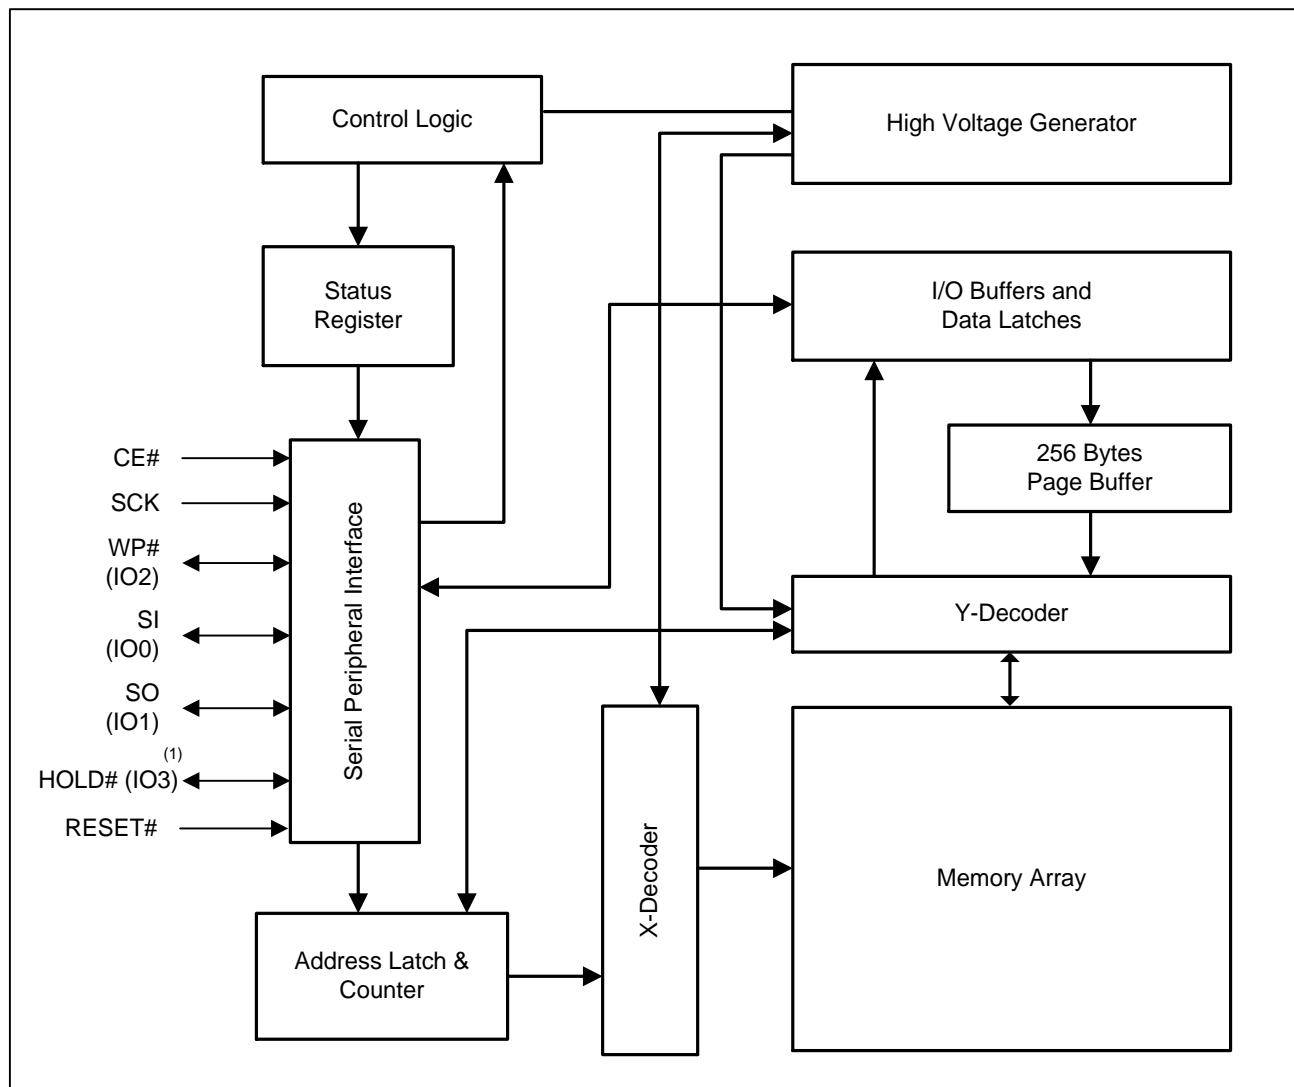 Control Logic
High Voltage Generator
Status
Register
I/O Buffers and
Data Latches
256 Bytes
Page Buffer
CE#
SCK
WP#
(IO2)
SI
(IO0)
SO
(IO1)
(1)
HOLD# (IO3)
RESET#
Serial Peripheral Interface
Y-Decoder
X-Decoder
Memory Array
Address Latch &
Counter